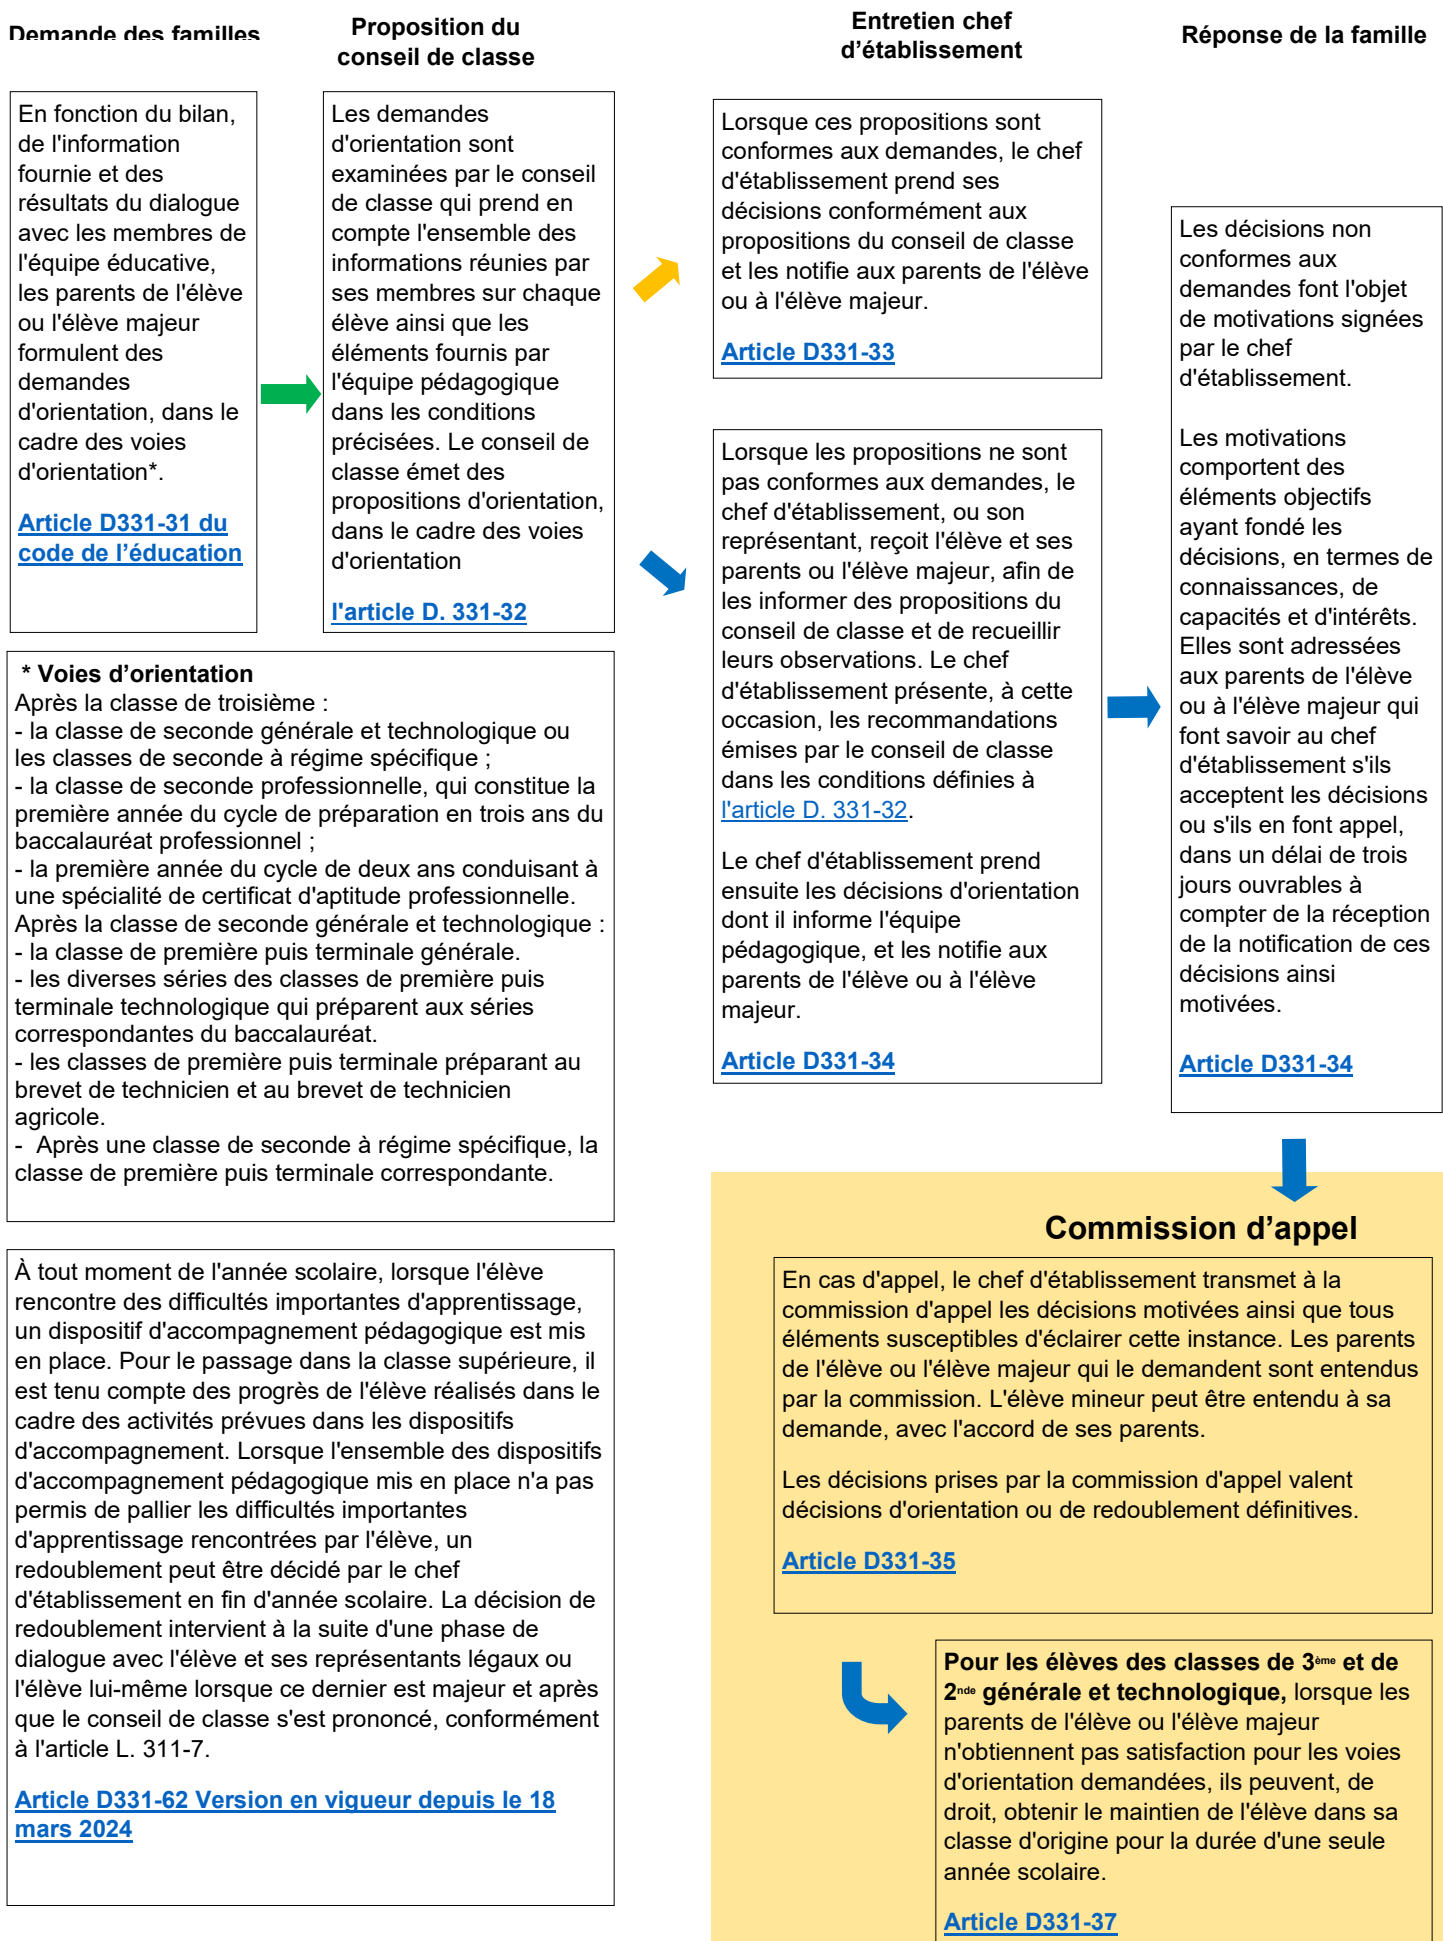 Demande des familles
Proposition du
conseil de classe
Entretien chef
d’établissement
Réponse de la famille
En fonction du bilan,
de l'information
fournie et des
résultats du dialogue
avec les membres de
l'équipe éducative,
les parents de l'élève
ou l'élève majeur
formulent des
demandes
d'orientation, dans le
cadre des voies
d'orientation*.
Article D331-31 du
code de l’éducation
Les demandes
d'orientation sont
examinées par le conseil
de classe qui prend en
compte l'ensemble des
informations réunies par
ses membres sur chaque
élève ainsi que les
éléments fournis par
l'équipe pédagogique
dans les conditions
précisées. Le conseil de
classe émet des
propositions d'orientation,
dans le cadre des voies
d'orientation
l'article D. 331-32
Lorsque ces propositions sont
conformes aux demandes, le chef
d'établissement prend ses
décisions conformément aux
propositions du conseil de classe
et les notifie aux parents de l'élève
ou à l'élève majeur.
Article D331-33
Lorsque les propositions ne sont
pas conformes aux demandes, le
chef d'établissement, ou son
représentant, reçoit l'élève et ses
parents ou l'élève majeur, afin de
les informer des propositions du
conseil de classe et de recueillir
leurs observations. Le chef
d'établissement présente, à cette
occasion, les recommandations
émises par le conseil de classe
dans les conditions définies à
l'article D. 331-32.
Le chef d'établissement prend
ensuite les décisions d'orientation
dont il informe l'équipe
pédagogique, et les notifie aux
parents de l'élève ou à l'élève
majeur.
Article D331-34
Les décisions non
conformes aux
demandes font l'objet
de motivations signées
par le chef
d'établissement.
Les motivations
comportent des
éléments objectifs
ayant fondé les
décisions, en termes de
connaissances, de
capacités et d'intérêts.
Elles sont adressées
aux parents de l'élève
ou à l'élève majeur qui
font savoir au chef
d'établissement s'ils
acceptent les décisions
ou s'ils en font appel,
dans un délai de trois
jours ouvrables à
compter de la réception
de la notification de ces
décisions ainsi
motivées.
Article D331-34
* Voies d’orientation
Après la classe de troisième :
- la classe de seconde générale et technologique ou
les classes de seconde à régime spécifique ;
- la classe de seconde professionnelle, qui constitue la
première année du cycle de préparation en trois ans du
baccalauréat professionnel ;
- la première année du cycle de deux ans conduisant à
une spécialité de certificat d'aptitude professionnelle.
Après la classe de seconde générale et technologique :
- la classe de première puis terminale générale.
- les diverses séries des classes de première puis
terminale technologique qui préparent aux séries
correspondantes du baccalauréat.
- les classes de première puis terminale préparant au
brevet de technicien et au brevet de technicien
agricole.
- Après une classe de seconde à régime spécifique, la
classe de première puis terminale correspondante.
À tout moment de l'année scolaire, lorsque l'élève
rencontre des difficultés importantes d'apprentissage,
un dispositif d'accompagnement pédagogique est mis
en place. Pour le passage dans la classe supérieure, il
est tenu compte des progrès de l'élève réalisés dans le
cadre des activités prévues dans les dispositifs
d'accompagnement. Lorsque l'ensemble des dispositifs
d'accompagnement pédagogique mis en place n'a pas
permis de pallier les difficultés importantes
d'apprentissage rencontrées par l'élève, un
redoublement peut être décidé par le chef
d'établissement en fin d'année scolaire. La décision de
redoublement intervient à la suite d'une phase de
dialogue avec l'élève et ses représentants légaux ou
l'élève lui-même lorsque ce dernier est majeur et après
que le conseil de classe s'est prononcé, conformément
à l'article L. 311-7.
Article D331-62 Version en vigueur depuis le 18
mars 2024
Commission d’appel
En cas d'appel, le chef d'établissement transmet à la
commission d'appel les décisions motivées ainsi que tous
éléments susceptibles d'éclairer cette instance. Les parents
de l'élève ou l'élève majeur qui le demandent sont entendus
par la commission. L'élève mineur peut être entendu à sa
demande, avec l'accord de ses parents.
Les décisions prises par la commission d'appel valent
décisions d'orientation ou de redoublement définitives.
Article D331-35
Pour les élèves des classes de 3ème et de
2nde générale et technologique, lorsque les
parents de l'élève ou l'élève majeur
n'obtiennent pas satisfaction pour les voies
d'orientation demandées, ils peuvent, de
droit, obtenir le maintien de l'élève dans sa
classe d'origine pour la durée d'une seule
année scolaire.
Article D331-37